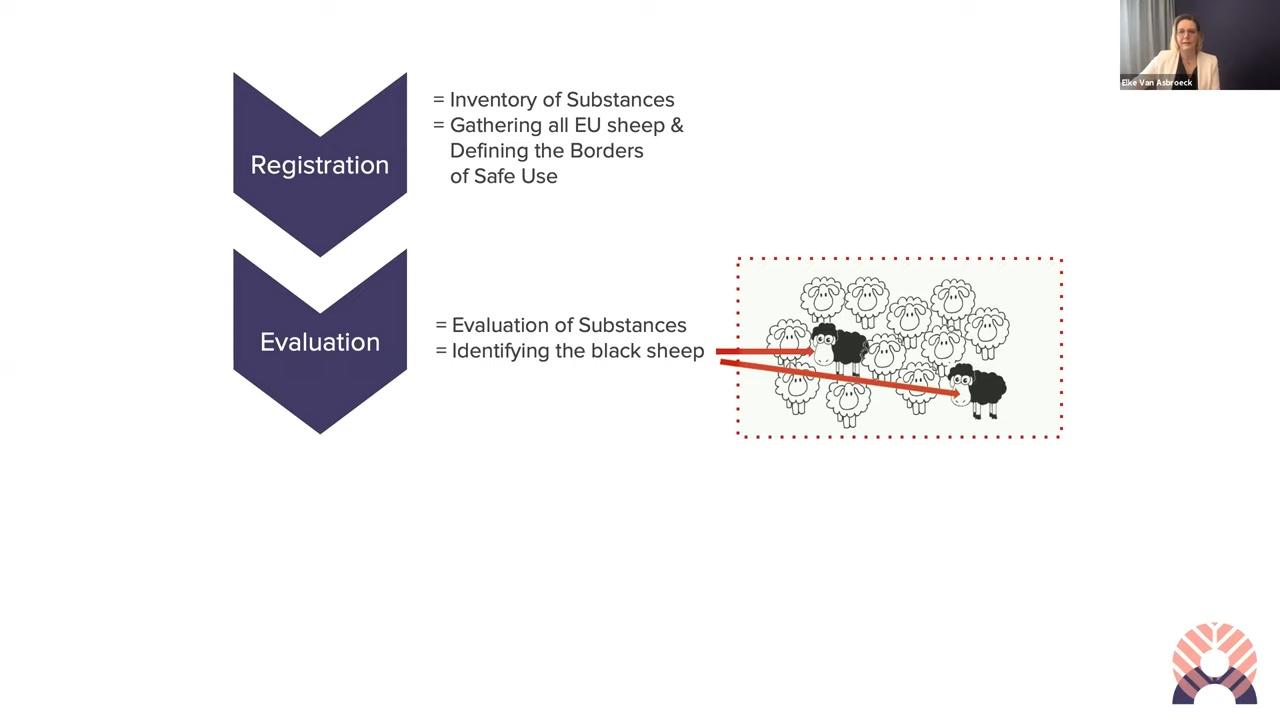 Elke Van Asbroeck
Registration
= Inventory of Substances
= Gathering all EU sheep &
Defining the Borders
of Safe Use
Evaluation
= Evaluation of Substances
= Identifying the black sheep